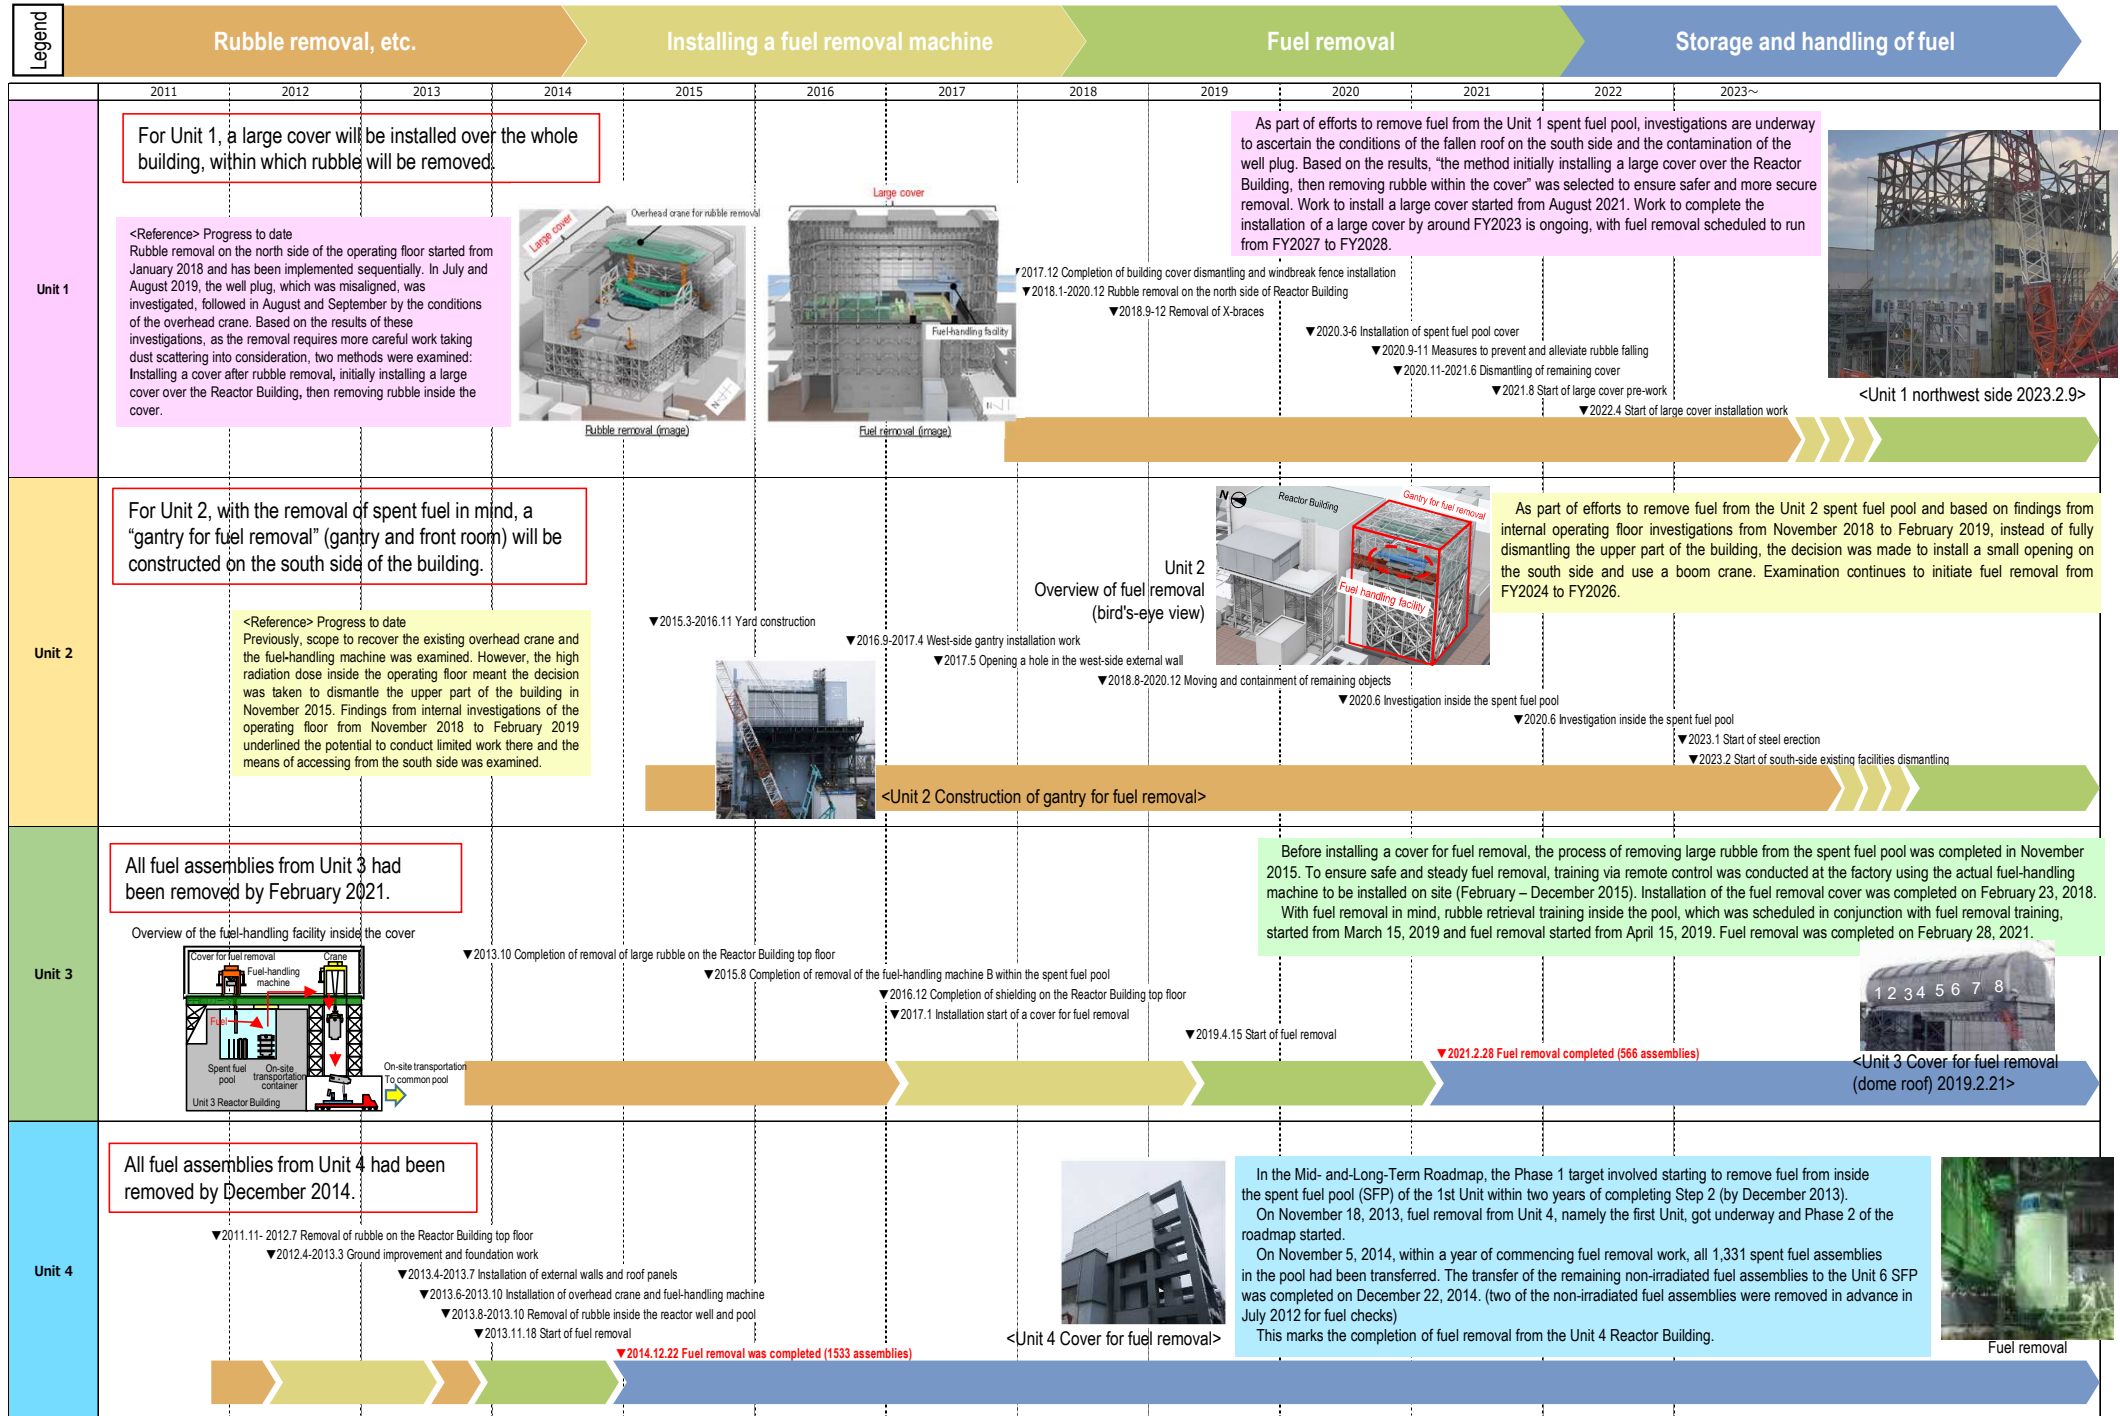 Legend
Rubble removal, etc.
Installing a fuel removal machine
Fuel removal
Storage and handling of fuel
2011
2012
2013
2014
2015
2016
2017
2018
2019
2020
2021
2022
2023～
Unit 1
For Unit 1, a large cover will be installed over the whole
building, within which rubble will be removed.
<Reference> Progress to date
Rubble removal on the north side of the operating floor started from
January 2018 and has been implemented sequentially. In July and
August 2019, the well plug, which was misaligned, was
investigated, followed in August and September by the conditions
of the overhead crane. Based on the results of these
investigations, as the removal requires more careful work taking
dust scattering into consideration, two methods were examined:
Installing a cover after rubble removal, initially installing a large
cover over the Reactor Building, then removing rubble inside the
cover.
Large cover
Overhead crane for rubble removal
N
Rubble removal (image)
Large cover
Fuel-handling facility
N
Fuel removal (image)
As part of efforts to remove fuel from the Unit 1 spent fuel pool, investigations are underway
to ascertain the conditions of the fallen roof on the south side and the contamination of the
well plug. Based on the results, “the method initially installing a large cover over the Reactor
Building, then removing rubble within the cover” was selected to ensure safer and more secure
removal. Work to install a large cover started from August 2021. Work to complete the
installation of a large cover by around FY2023 is ongoing, with fuel removal scheduled to run
from FY2027 to FY2028.
▼2017.12 Completion of building cover dismantling and windbreak fence installation
▼2018.1-2020.12 Rubble removal on the north side of Reactor Building
▼2018.9-12 Removal of X-braces
▼2020.3-6 Installation of spent fuel pool cover
▼2020.9-11 Measures to prevent and alleviate rubble falling
▼2020.11-2021.6 Dismantling of remaining cover
▼2021.8 Start of large cover pre-work
▼2022.4 Start of large cover installation work
<Unit 1 northwest side 2023.2.9>
Unit 2
For Unit 2, with the removal of spent fuel in mind, a
“gantry for fuel removal” (gantry and front room) will be
constructed on the south side of the building.
<Reference> Progress to date
Previously, scope to recover the existing overhead crane and
the fuel-handling machine was examined. However, the high
radiation dose inside the operating floor meant the decision
was taken to dismantle the upper part of the building in
November 2015. Findings from internal investigations of the
operating floor from November 2018 to February 2019
underlined the potential to conduct limited work there and the
means of accessing from the south side was examined.
Unit 2
Overview of fuel removal
(bird's-eye view)
N
Reactor Building
Gantry for fuel removal
Fuel handling facility
As part of efforts to remove fuel from the Unit 2 spent fuel pool and based on findings from
internal operating floor investigations from November 2018 to February 2019, instead of fully
dismantling the upper part of the building, the decision was made to install a small opening on
the south side and use a boom crane. Examination continues to initiate fuel removal from
FY2024 to FY2026.
▼2015.3-2016.11 Yard construction
▼2016.9-2017.4 West-side gantry installation work
▼2017.5 Opening a hole in the west-side external wall
▼2018.8-2020.12 Moving and containment of remaining objects
▼2020.6 Investigation inside the spent fuel pool
▼2020.6 Investigation inside the spent fuel pool
▼2023.1 Start of steel erection
▼2023.2 Start of south-side existing facilities dismantling
<Unit 2 Construction of gantry for fuel removal>
Unit 3
All fuel assemblies from Unit 3 had
been removed by February 2021.
Overview of the fuel-handling facility inside the cover
Cover for fuel removal
Crane
Fuel-handling
machine
Fuel
Spent fuel
pool
On-site
transportation
container
Unit 3 Reactor Building
On-site transportation
To common pool
Before installing a cover for fuel removal, the process of removing large rubble from the spent fuel pool was completed in November
2015. To ensure safe and steady fuel removal, training via remote control was conducted at the factory using the actual fuel-handling
machine to be installed on site (February – December 2015). Installation of the fuel removal cover was completed on February 23, 2018.
With fuel removal in mind, rubble retrieval training inside the pool, which was scheduled in conjunction with fuel removal training,
started from March 15, 2019 and fuel removal started from April 15, 2019. Fuel removal was completed on February 28, 2021.
▼2013.10 Completion of removal of large rubble on the Reactor Building top floor
▼2015.8 Completion of removal of the fuel-handling machine B within the spent fuel pool
▼2016.12 Completion of shielding on the Reactor Building top floor
▼2017.1 Installation start of a cover for fuel removal
▼2019.4.15 Start of fuel removal
▼2021.2.28 Fuel removal completed (566 assemblies)
1 2 3 4 5 6 7 8
<Unit 3 Cover for fuel removal
(dome roof) 2019.2.21>
Unit 4
All fuel assemblies from Unit 4 had been
removed by December 2014.
▼2011.11- 2012.7 Removal of rubble on the Reactor Building top floor
▼2012.4-2013.3 Ground improvement and foundation work
▼2013.4-2013.7 Installation of external walls and roof panels
▼2013.6-2013.10 Installation of overhead crane and fuel-handling machine
▼2013.8-2013.10 Removal of rubble inside the reactor well and pool
▼2013.11.18 Start of fuel removal
▼2014.12.22 Fuel removal was completed (1533 assemblies)
<Unit 4 Cover for fuel removal>
In the Mid- and-Long-Term Roadmap, the Phase 1 target involved starting to remove fuel from inside
the spent fuel pool (SFP) of the 1st Unit within two years of completing Step 2 (by December 2013).
On November 18, 2013, fuel removal from Unit 4, namely the first Unit, got underway and Phase 2 of the
roadmap started.
On November 5, 2014, within a year of commencing fuel removal work, all 1,331 spent fuel assemblies
in the pool had been transferred. The transfer of the remaining non-irradiated fuel assemblies to the Unit 6 SFP
was completed on December 22, 2014. (two of the non-irradiated fuel assemblies were removed in advance in
July 2012 for fuel checks)
This marks the completion of fuel removal from the Unit 4 Reactor Building.
Fuel removal